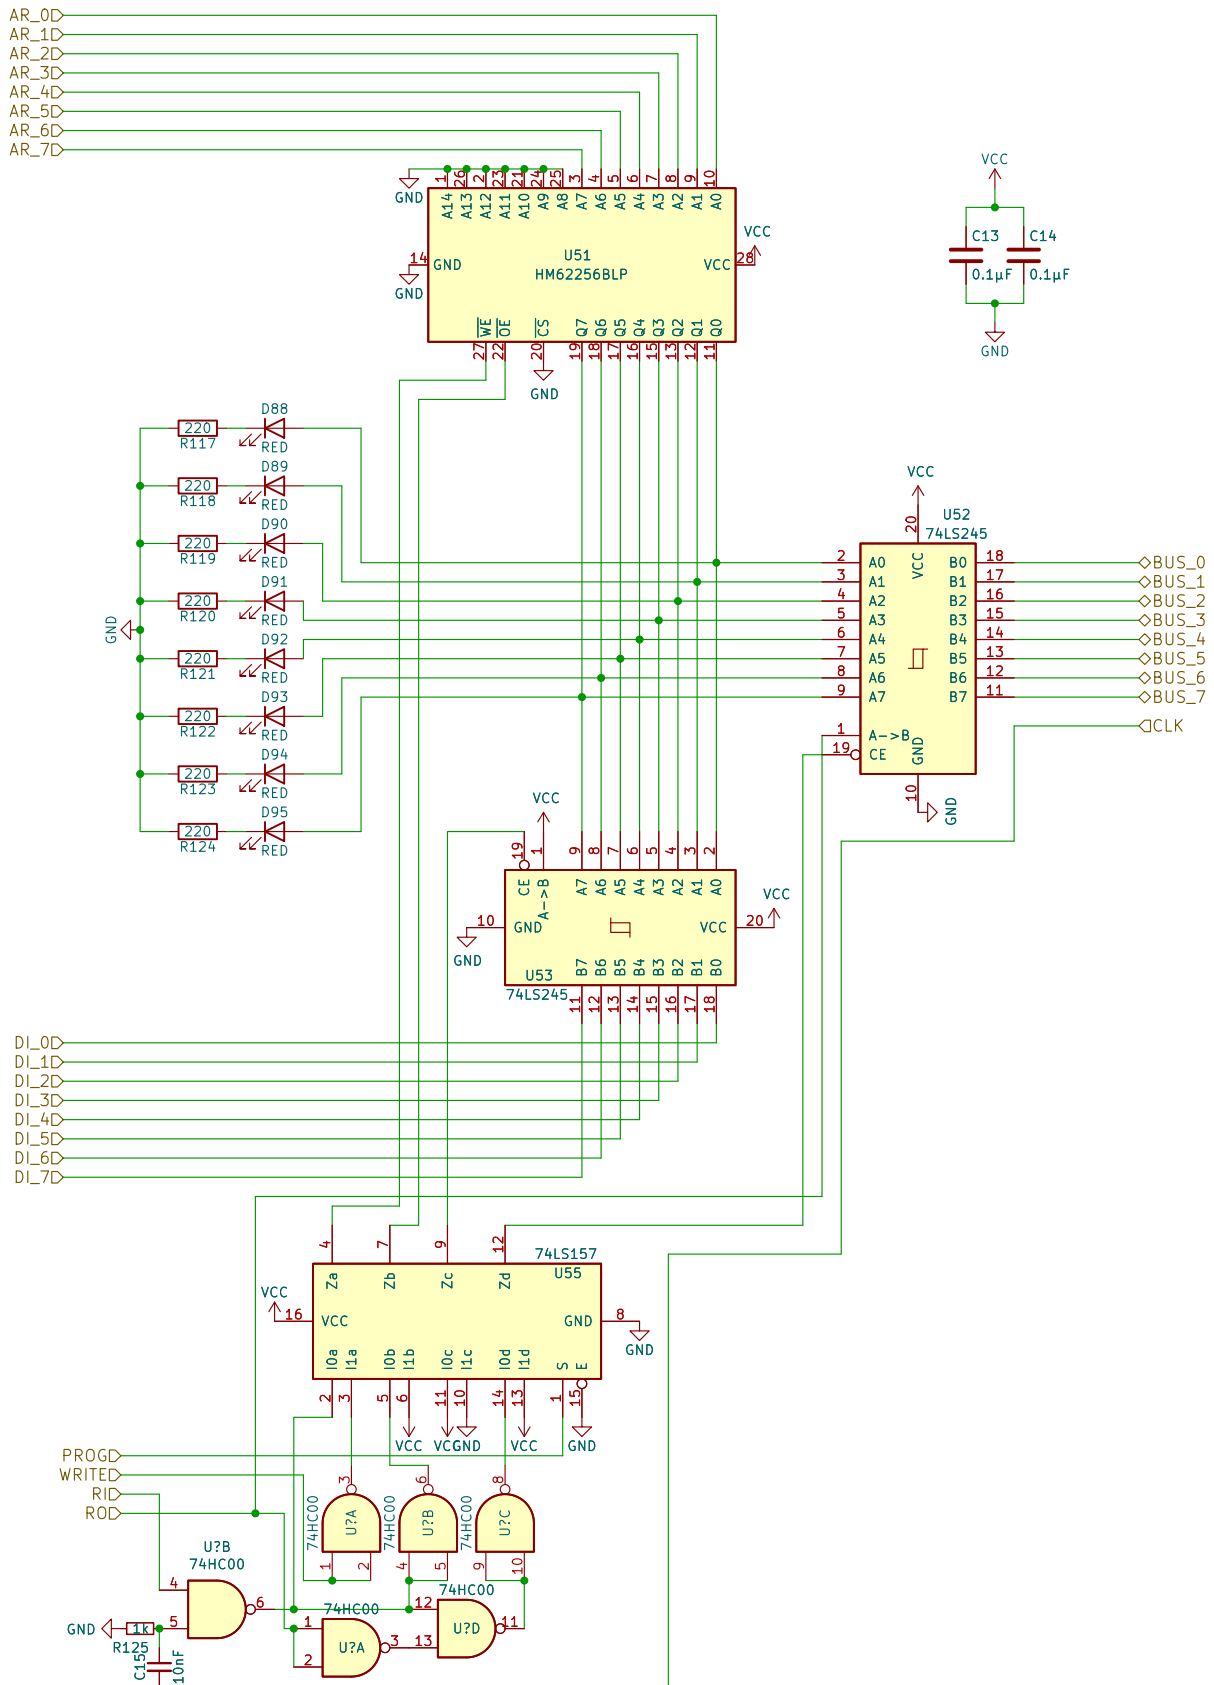 AR_0
AR_1
AR_2
AR_3
AR_4
AR_5
AR_6
AR_7
GND
1 26 2 23 21 24 25 3 4 5 6 7 8 9 10
A14 A13 A12 A11 A10 A9 A8 A7 A6 A5 A4 A3 A2 A1 A0
VCC
C13 C14
0.1µF 0.1µF
GND
U51
HM62256BLP
14 GND
GND
VCC 28
VCC
WE OE CS Q7 Q6 Q5 Q4 Q3 Q2 Q1 Q0
27 22 20 19 18 17 16 15 13 12 11
GND
D88
220
R117
RED
D89
220
R118
RED
D90
220
R119
RED
D91
220
R120
RED
GND
D92
220
R121
RED
D93
220
R122
RED
D94
220
R123
RED
D95
220
R124
RED
VCC
U52
74LS245
20
VCC
2 A0 B0 18 BUS_0
3 A1 B1 17 BUS_1
4 A2 B2 16 BUS_2
5 A3 B3 15 BUS_3
6 A4 B4 14 BUS_4
7 A5 B5 13 BUS_5
8 A6 B6 12 BUS_6
9 A7 B7 11 BUS_7
CLK
1 A->B
19 CE
GND
10
GND
VCC
19 1 9 8 7 6 5 4 3 2
CE A->B A7 A6 A5 A4 A3 A2 A1 A0
10 GND
GND
VCC 20
VCC
U53
74LS245
B7 B6 B5 B4 B3 B2 B1 B0
11 12 13 14 15 16 17 18
DI_0
DI_1
DI_2
DI_3
DI_4
DI_5
DI_6
DI_7
4 7 9 12
Za Zb Zc Zd
74LS157
U55
VCC
16 VCC
GND 8
GND
I0a I1a I0b I1b I0c I1c I0d I1d S E
2 3 5 6 11 10 14 13 1 15
VCC VCC GND VCC GND
PROG
WRITE
RI
RO
3 6 8
74HC00 U?A 74HC00 U?B 74HC00 U?C
1 2 4 5 9 10
U?B
74HC00
4
5
6
GND
1k
R125
C15
10nF
74HC00
1
2
U?A
3
74HC00
12
13
U?D
11